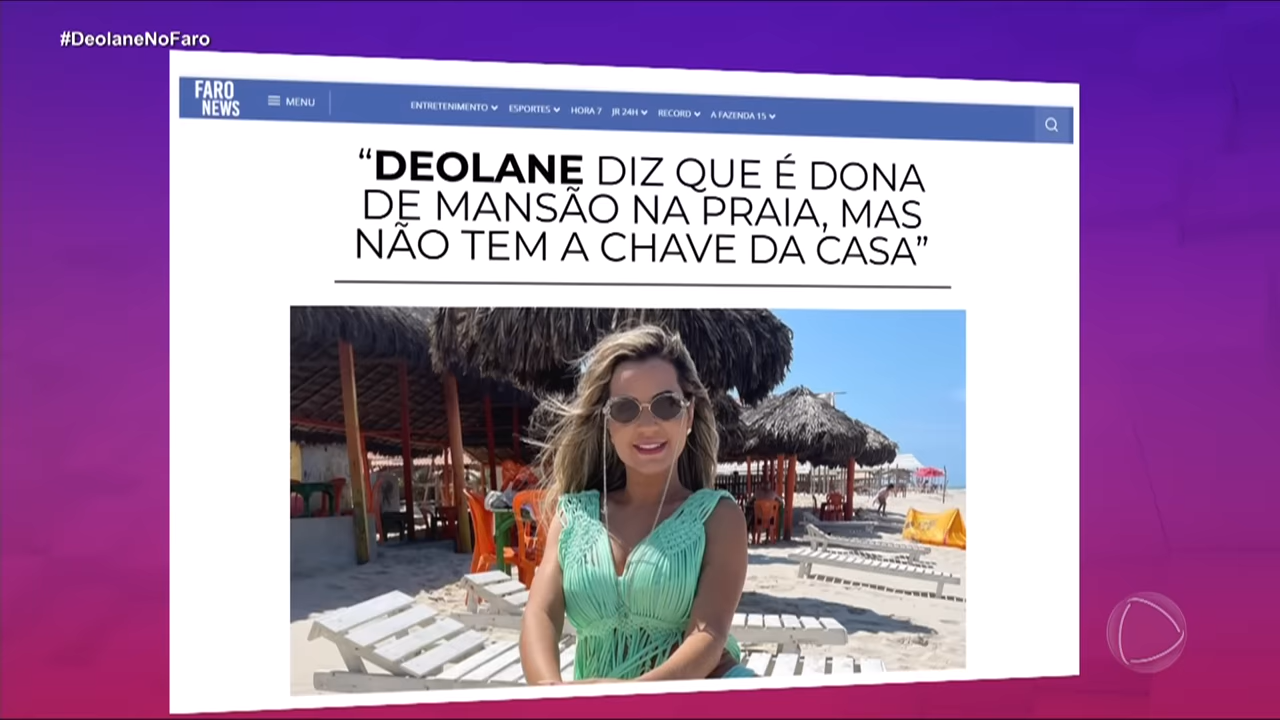 #DeolaneNoFaro
FARO
NEWS
MENU
ENTRETENIMENTO ESPORTES HORA 7 JR 24H RECORD A FAZENDA 15
“DEOLANE DIZ QUE É DONA
DE MANSÃO NA PRAIA, MAS
NÃO TEM A CHAVE DA CASA”